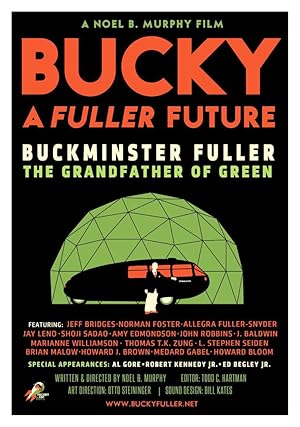 A NOEL B. MURPHY FILM
BUCKY
A FULLER FUTURE
BUCKMINSTER FULLER
THE GRANDFATHER OF GREEN
FEATURING: JEFF BRIDGES•NORMAN FOSTER•ALLEGRA FULLER-SNYDER
JAY LENO•SHOJI SADAO•AMY EDMONDSON•JOHN ROBBINS•J. BALDWIN
MARIANNE WILLIAMSON•THOMAS T.K. ZUNG•L. STEPHEN SEIDEN
BRIAN MALOW•HOWARD J. BROWN•MEDARD GABEL•HOWARD BLOOM
SPECIAL APPEARANCES: AL GORE•ROBERT KENNEDY JR.•ED BEGLEY JR.
WRITTEN & DIRECTED BY NOEL B. MURPHY EDITOR: TODD C. HARTMAN
ART DIRECTION: OTTO STEININGER | SOUND DESIGN: BILL KATES
WWW.BUCKYFULLER.NET